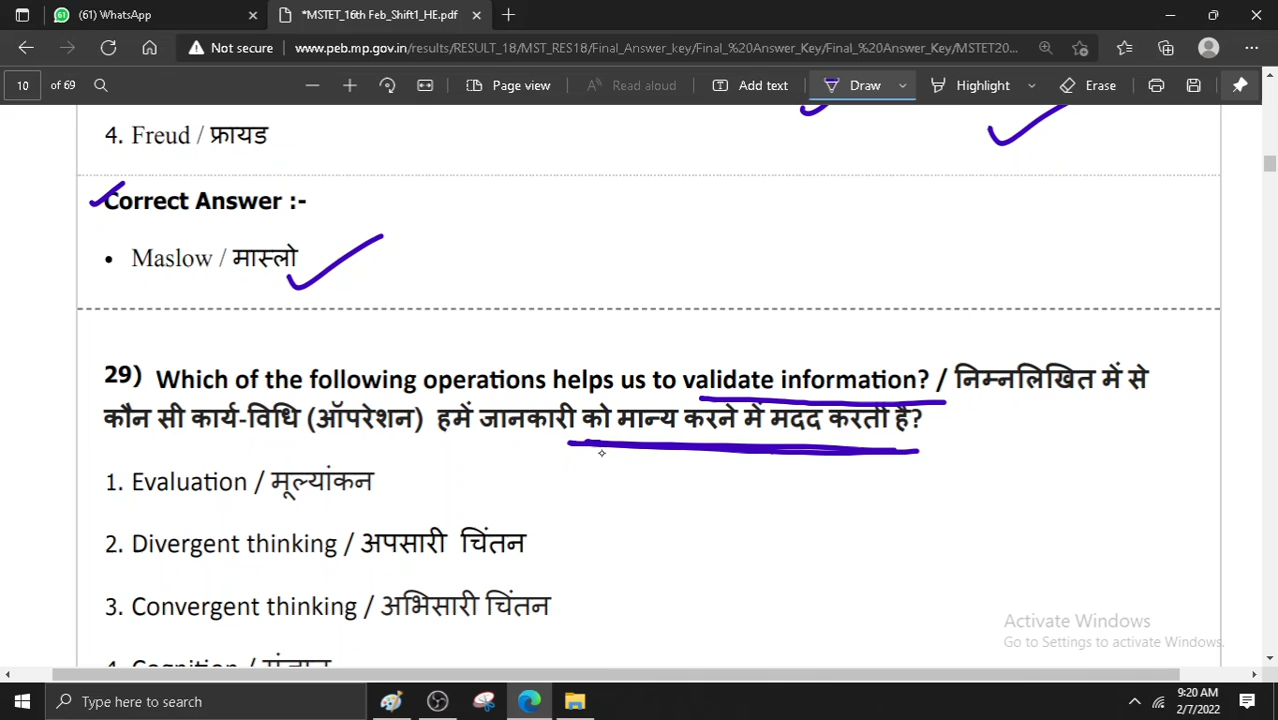 (61) WhatsApp
*MSTET_16th Feb_Shift1_HE.pdf
Not secure
www.peb.mp.gov.in/results/RESULT_18/MST_RES18/Final_Answer_key/Final_%20Answer_Key/Final_%20Answer_Key/MSTET20...
10 of 69
Page view
Read aloud
Add text
Draw
Highlight
Erase
4. Freud / फ्रायड
Correct Answer :-
• Maslow / मास्लो
29) Which of the following operations helps us to validate information? / निम्नलिखित में से
कौन सी कार्य-विधि (ऑपरेशन) हमें जानकारी को मान्य करने में मदद करती है?
1. Evaluation / मूल्यांकन
2. Divergent thinking / अपसारी चिंतन
3. Convergent thinking / अभिसारी चिंतन
4. Cognition / संज्ञान
Activate Windows
Go to Settings to activate Windows.
Type here to search
9:20 AM
2/7/2022